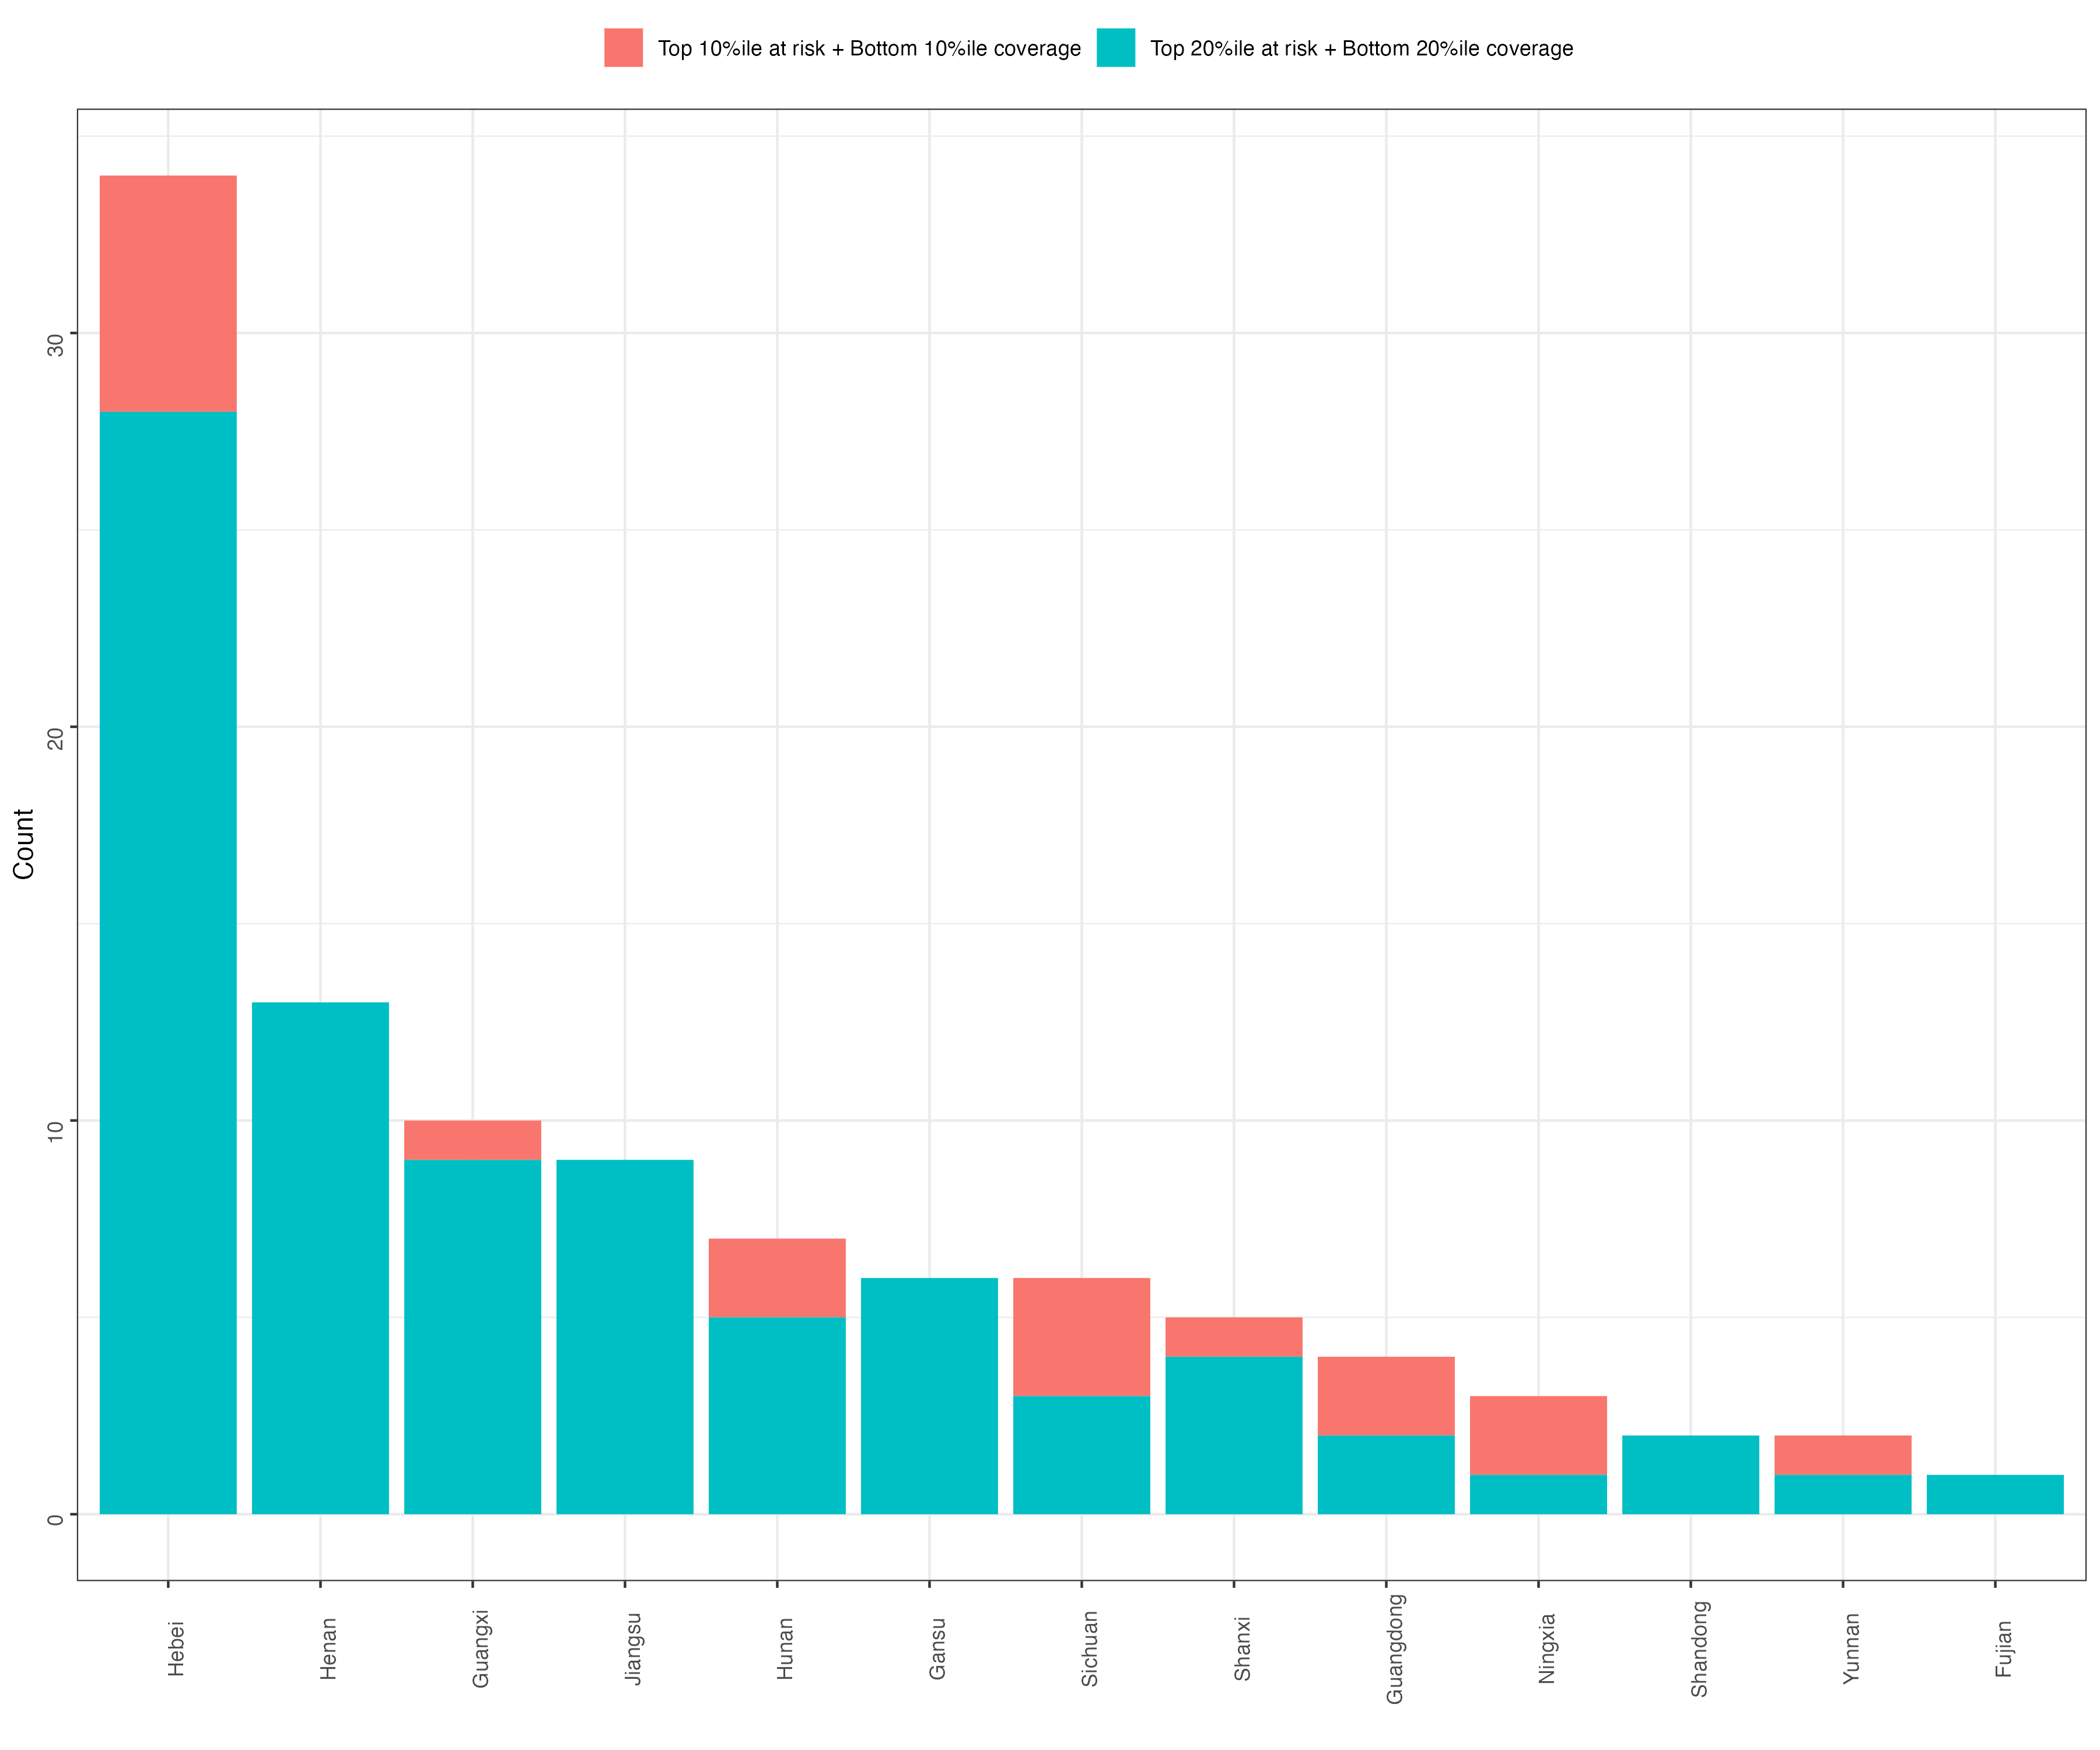 Top 10%ile at risk + Bottom 10%ile coverage
Top 20%ile at risk + Bottom 20%ile coverage
Count
30
20
10
0
Hebei
Henan
Guangxi
Jiangsu
Hunan
Gansu
Sichuan
Shanxi
Guangdong
Ningxia
Shandong
Yunnan
Fujian